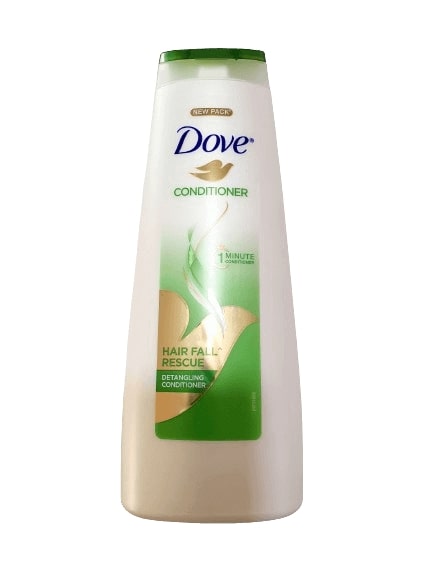 NEW PACK
Dove®
CONDITIONER
1 MINUTE
CONDITIONER
HAIR FALL^
RESCUE
DETANGLING
CONDITIONER